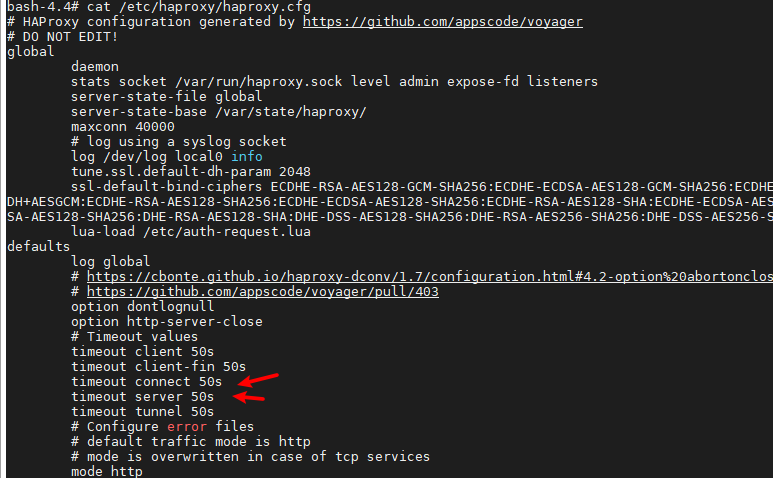 bash-4.4# cat /etc/haproxy/haproxy.cfg
# HAProxy configuration generated by https://github.com/appscode/voyager
# DO NOT EDIT!
global
daemon
stats socket /var/run/haproxy.sock level admin expose-fd listeners
server-state-file global
server-state-base /var/state/haproxy/
maxconn 40000
# log using a syslog socket
log /dev/log local0 info
tune.ssl.default-dh-param 2048
ssl-default-bind-ciphers ECDHE-RSA-AES128-GCM-SHA256:ECDHE-ECDSA-AES128-GCM-SHA256:ECDHE
DH+AESGCM:ECDHE-RSA-AES128-SHA256:ECDHE-ECDSA-AES128-SHA256:ECDHE-RSA-AES128-SHA:ECDHE-ECDSA-AES
SA-AES128-SHA256:DHE-RSA-AES128-SHA:DHE-DSS-AES128-SHA256:DHE-RSA-AES256-SHA256:DHE-DSS-AES256-S
lua-load /etc/auth-request.lua
defaults
log global
# https://cbonte.github.io/haproxy-dconv/1.7/configuration.html#4.2-option%20abortonclos
# https://github.com/appscode/voyager/pull/403
option dontlognull
option http-server-close
# Timeout values
timeout client 50s
timeout client-fin 50s
timeout connect 50s
timeout server 50s
timeout tunnel 50s
# Configure error files
# default traffic mode is http
# mode is overwritten in case of tcp services
mode http